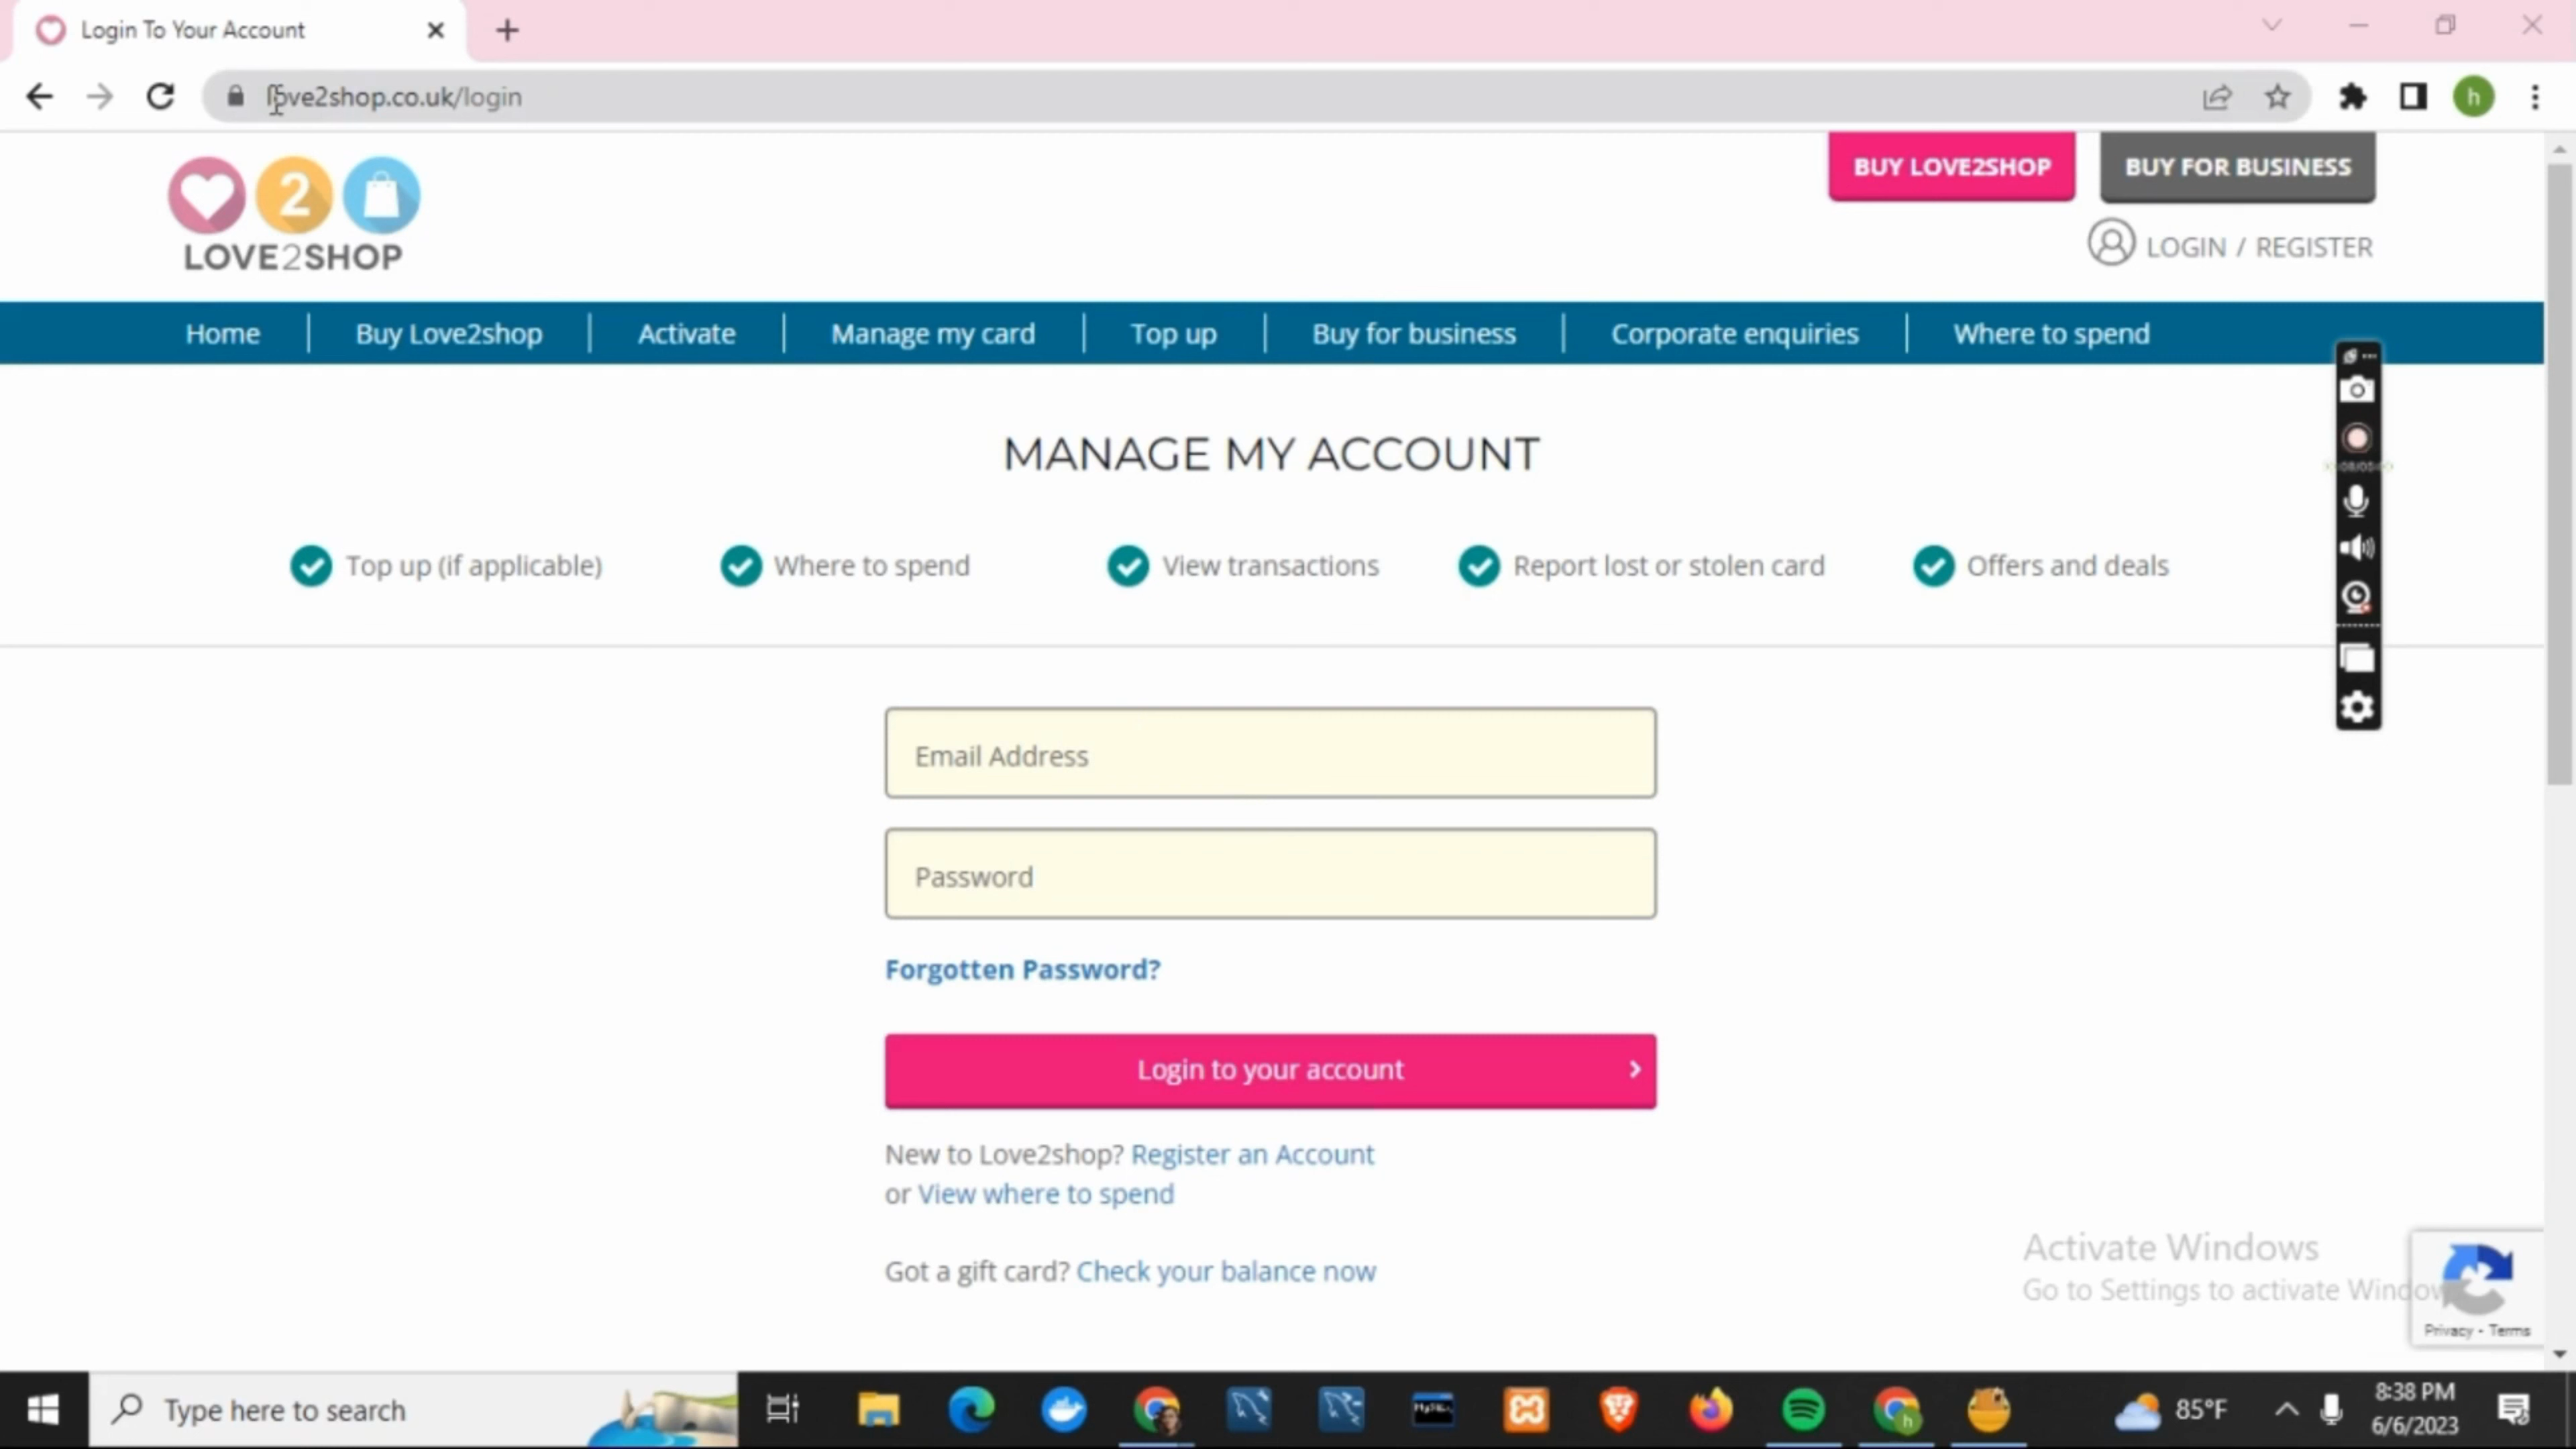 Login To Your Account
love2shop.co.uk/login
h
BUY LOVE2SHOP
BUY FOR BUSINESS
2
LOVE2SHOP
LOGIN / REGISTER
Home
Buy Love2shop
Activate
Manage my card
Top up
Buy for business
Corporate enquiries
Where to spend
MANAGE MY ACCOUNT
Top up (if applicable)
Where to spend
View transactions
Report lost or stolen card
Offers and deals
Email Address
Password
Forgotten Password?
Login to your account
New to Love2shop? Register an Account
or View where to spend
Got a gift card? Check your balance now
Activate Windows
Go to Settings to activate Window
Privacy - Terms
Type here to search
85°F
8:38 PM
6/6/2023